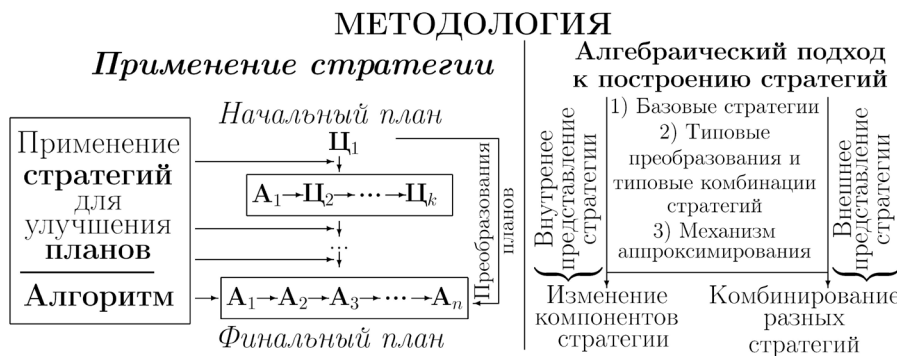 МЕТОДОЛОГИЯ
Применение стратегии
Начальный план
Применение
стратегий
для
улучшения
планов
Алгоритм
Ц₁
А₁→Ц₂→⋯→Ц_k
...
А₁→А₂→А₃→⋯→А_n
Финальный план
Преобразования
планов
Алгебраический подход
к построению стратегий
Внутренее
представление
стратегии
1) Базовые стратегии
2) Типовые
преобразования и
типовые комбинации
стратегий
3) Механизм
аппроксимирования
Внешнее
представление
стратегии
Изменение
компонентов
стратегии
Комбинирование
разных
стратегий